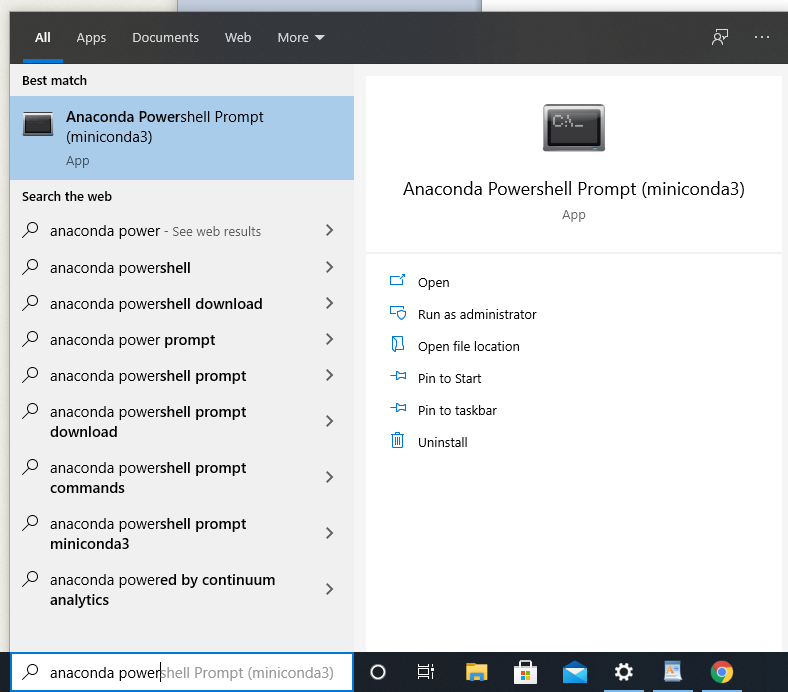 All Apps Documents Web More
Best match
Anaconda Powershell Prompt
(miniconda3)
App
Search the web
anaconda power - See web results
anaconda powershell
anaconda powershell download
anaconda power prompt
anaconda powershell prompt
anaconda powershell prompt
download
anaconda powershell prompt
commands
anaconda powershell prompt
miniconda3
anaconda powered by continuum
analytics
C:\_
Anaconda Powershell Prompt (miniconda3)
App
Open
Run as administrator
Open file location
Pin to Start
Pin to taskbar
Uninstall
anaconda powershell Prompt (miniconda3)